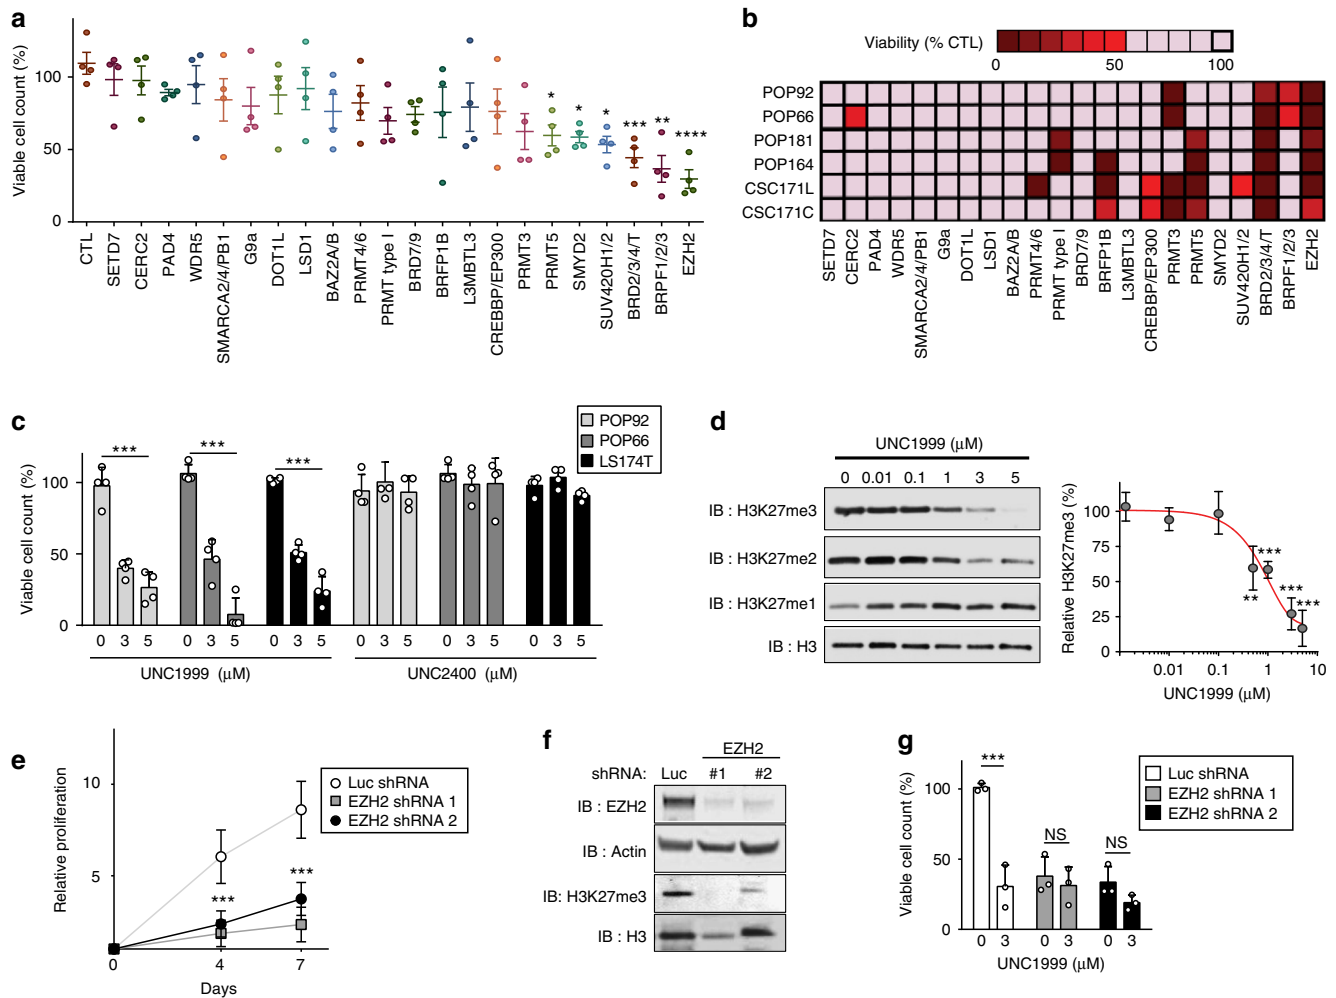 a
Viable cell count (%)
100
50
0
* * * *** ** ****
CTL
SETD7
CERC2
PAD4
WDR5
SMARCA2/4/PB1
G9a
DOT1L
LSD1
BAZ2A/B
PRMT4/6
PRMT type I
BRD7/9
BRFP1B
L3MBTL3
CREBBP/EP300
PRMT3
PRMT5
SMYD2
SUV420H1/2
BRD2/3/4/T
BRPF1/2/3
EZH2
b
Viability (% CTL)
0 50 100
POP92
POP66
POP181
POP164
CSC171L
CSC171C
SETD7
CERC2
PAD4
WDR5
SMARCA2/4/PB1
G9a
DOT1L
LSD1
BAZ2A/B
PRMT4/6
PRMT type I
BRD7/9
BRFP1B
L3MBTL3
CREBBP/EP300
PRMT3
PRMT5
SMYD2
SUV420H1/2
BRD2/3/4/T
BRPF1/2/3
EZH2
c
POP92
POP66
LS174T
Viable cell count (%)
100
50
0
*** *** ***
0 3 5 0 3 5 0 3 5 0 3 5 0 3 5 0 3 5
UNC1999 (μM) UNC2400 (μM)
d
UNC1999 (μM)
0 0.01 0.1 1 3 5
IB : H3K27me3
IB : H3K27me2
IB : H3K27me1
IB : H3
Relative H3K27me3 (%)
100
75
50
25
0
*** ** *** ***
0.01 0.1 1 10
UNC1999 (μM)
e
Relative proliferation
10
5
*** ***
0 4 7
Days
Luc shRNA
EZH2 shRNA 1
EZH2 shRNA 2
f
EZH2
shRNA: Luc #1 #2
IB : EZH2
IB : Actin
IB: H3K27me3
IB : H3
g
Viable cell count (%)
100
50
0
*** NS NS
0 3 0 3 0 3
UNC1999 (μM)
Luc shRNA
EZH2 shRNA 1
EZH2 shRNA 2